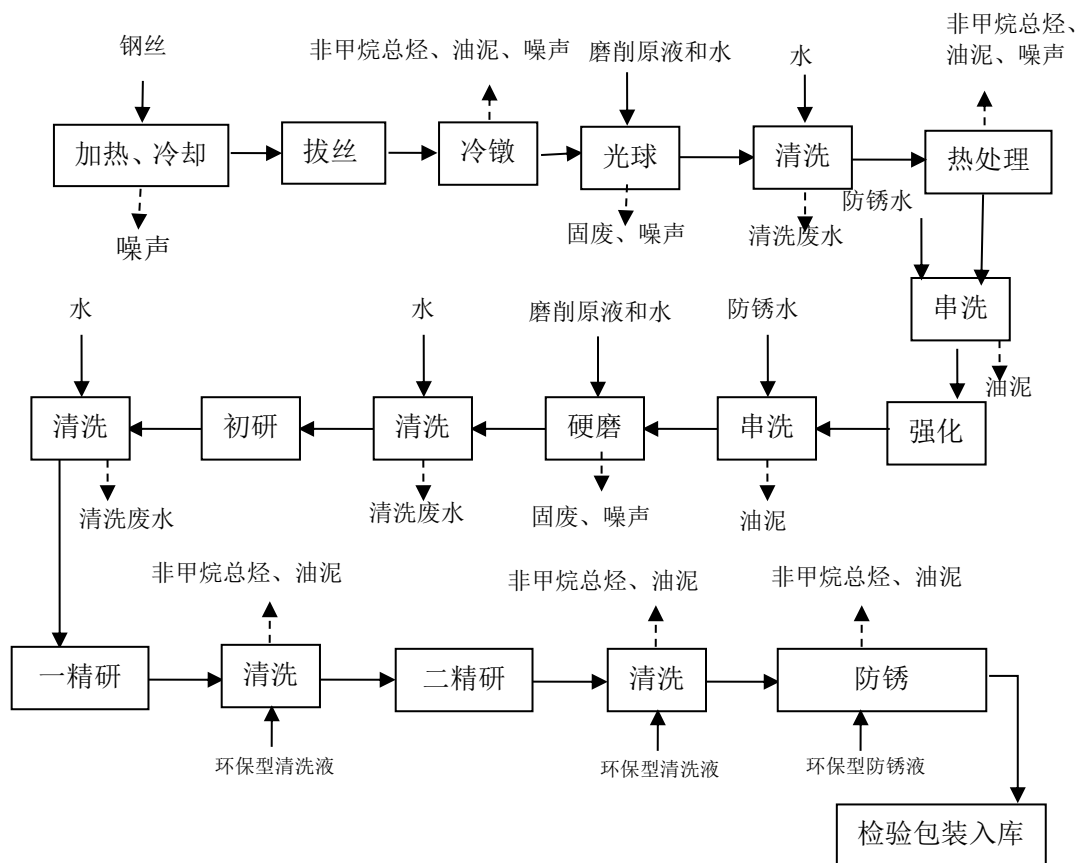 钢丝
非甲烷总烃、油泥、噪声
磨削原液和水
水
非甲烷总烃、
油泥、噪声
加热、冷却
拔丝
冷镦
光球
清洗
热处理
噪声
固废、噪声
清洗废水
防锈水
串洗
油泥
水
水
磨削原液和水
防锈水
清洗
初研
清洗
硬磨
串洗
强化
清洗废水
清洗废水
固废、噪声
油泥
非甲烷总烃、油泥
非甲烷总烃、油泥
非甲烷总烃、油泥
一精研
清洗
二精研
清洗
防锈
环保型清洗液
环保型清洗液
环保型防锈液
检验包装入库